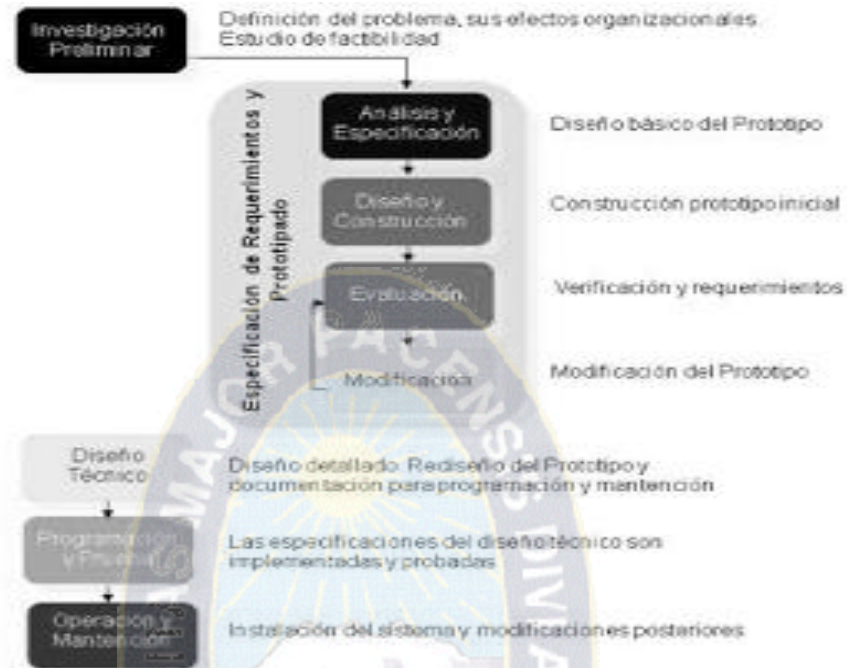 Investigación
Preliminar
Definición del problema, sus efectos organizacionales.
Estudio de factibilidad
Especificación de Requerimientos y
Prototipado
Análisis y
Especificación
Diseño básico del Prototipo
Diseño y
Construcción
Construcción prototipo inicial
Evaluación
Verificación y requerimientos
Modificación
Modificación del Prototipo
Diseño
Técnico
Diseño detallado. Rediseño del Prototipo y
documentación para programación y mantención
Programación
y Prueba
Las especificaciones del diseño técnico son
implementadas y probadas
Operación y
Mantención
Instalación del sistema y modificaciones posteriores
MAJOR PACENSIS DIVI A